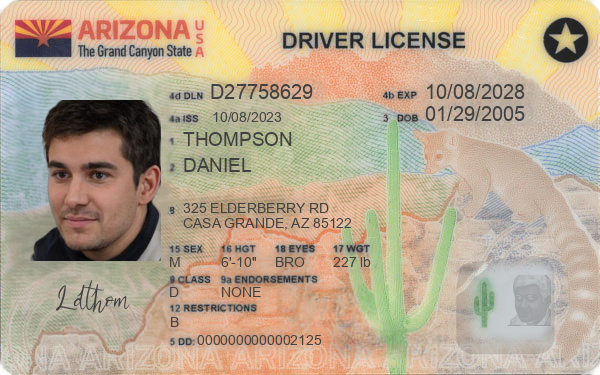 ARIZONA USA
The Grand Canyon State
DRIVER LICENSE
4d DLN D27758629
4b EXP 10/08/2028
4a ISS 10/08/2023
3 DOB 01/29/2005
1 THOMPSON
2 DANIEL
8 325 ELDERBERRY RD
CASA GRANDE, AZ 85122
15 SEX 16 HGT 18 EYES 17 WGT
M 6'-10" BRO 227 lb
9 CLASS 9a ENDORSEMENTS
D NONE
12 RESTRICTIONS
B
Ldthom
5 DD: 0000000000002125
ARIZONA ARIZONA ARIZONA ARIZONA